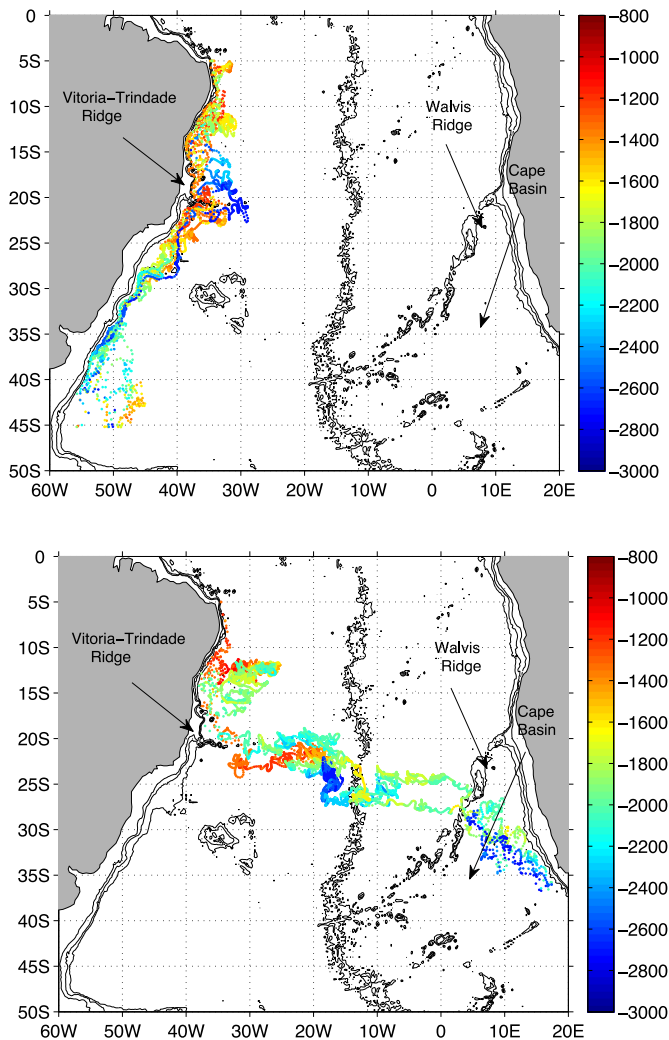 0
5S
10S
15S
20S
25S
30S
35S
40S
45S
50S
60W 50W 40W 30W 20W 10W 0 10E 20E
Vitoria−Trindade
Ridge
Walvis
Ridge
Cape
Basin
−800
−1000
−1200
−1400
−1600
−1800
−2000
−2200
−2400
−2600
−2800
−3000
0
5S
10S
15S
20S
25S
30S
35S
40S
45S
50S
60W 50W 40W 30W 20W 10W 0 10E 20E
Vitoria−Trindade
Ridge
Walvis
Ridge
Cape
Basin
−800
−1000
−1200
−1400
−1600
−1800
−2000
−2200
−2400
−2600
−2800
−3000